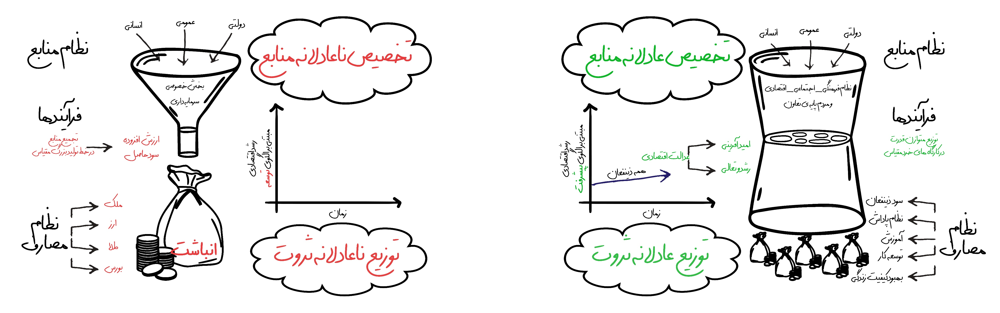 نظام منابع
دولتی
عمومی
انسانی
نظام فرهنگی_اجتماعی_اقتصادی
و مردم پایه‌ی تعاون
فرآیندها
توزیع متوازن قدرت
در کارگاه های خرد مقیاس
نظام
مصارف
سود ذینفعان
نظام پاداش
آموزش
توسعه کار
بهبود کیفیت زندگی
تخصیص عادلانه منابع
رشد اقتصادی
مبتنی بر الگوی پیشرفت
همه ذینفعان
عدالت اقتصادی
امیدآفرینی
رشد و تعالی
زمان
توزیع عادلانه ثروت
تخصیص ناعادلانه منابع
رشد اقتصادی
مبتنی بر الگوی توسعه
زمان
توزیع ناعادلانه ثروت
نظام منابع
دولتی
عمومی
انسانی
بخش خصوصی
سرمایه‌داری
فرآیندها
تجمیع منابع
در خط تولید بزرگ مقیاس
ارزش افزوده
سود حاصل
نظام
مصارف
ملک
ارز
طلا
بورس
انباشت